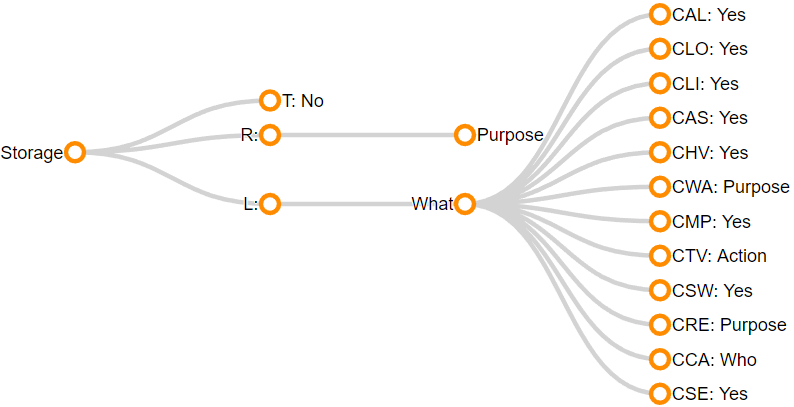 CAL: Yes
CLO: Yes
CLI: Yes
T: No
CAS: Yes
R:
Purpose
Storage
CHV: Yes
CWA: Purpose
L:
What
CMP: Yes
CTV: Action
CSW: Yes
CRE: Purpose
CCA: Who
CSE: Yes